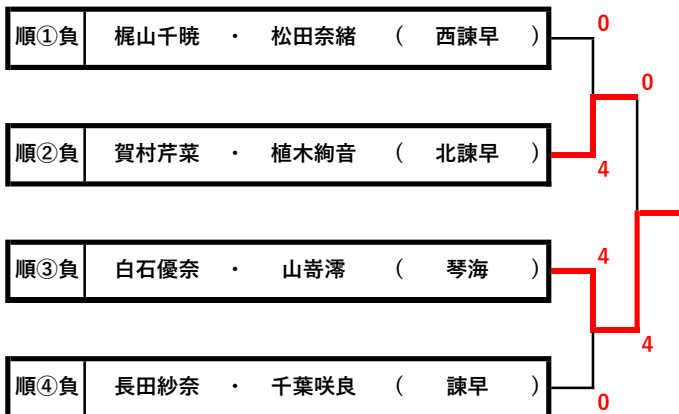 0
順①負 梶山千暁 ・ 松田奈緒 ( 西諫早 )
0
順②負 賀村芹菜 ・ 植木絢音 ( 北諫早 )
4
4
順③負 白石優奈 ・ 山嵜澪 ( 琴海 )
4
順④負 長田紗奈 ・ 千葉咲良 ( 諫早 )
0